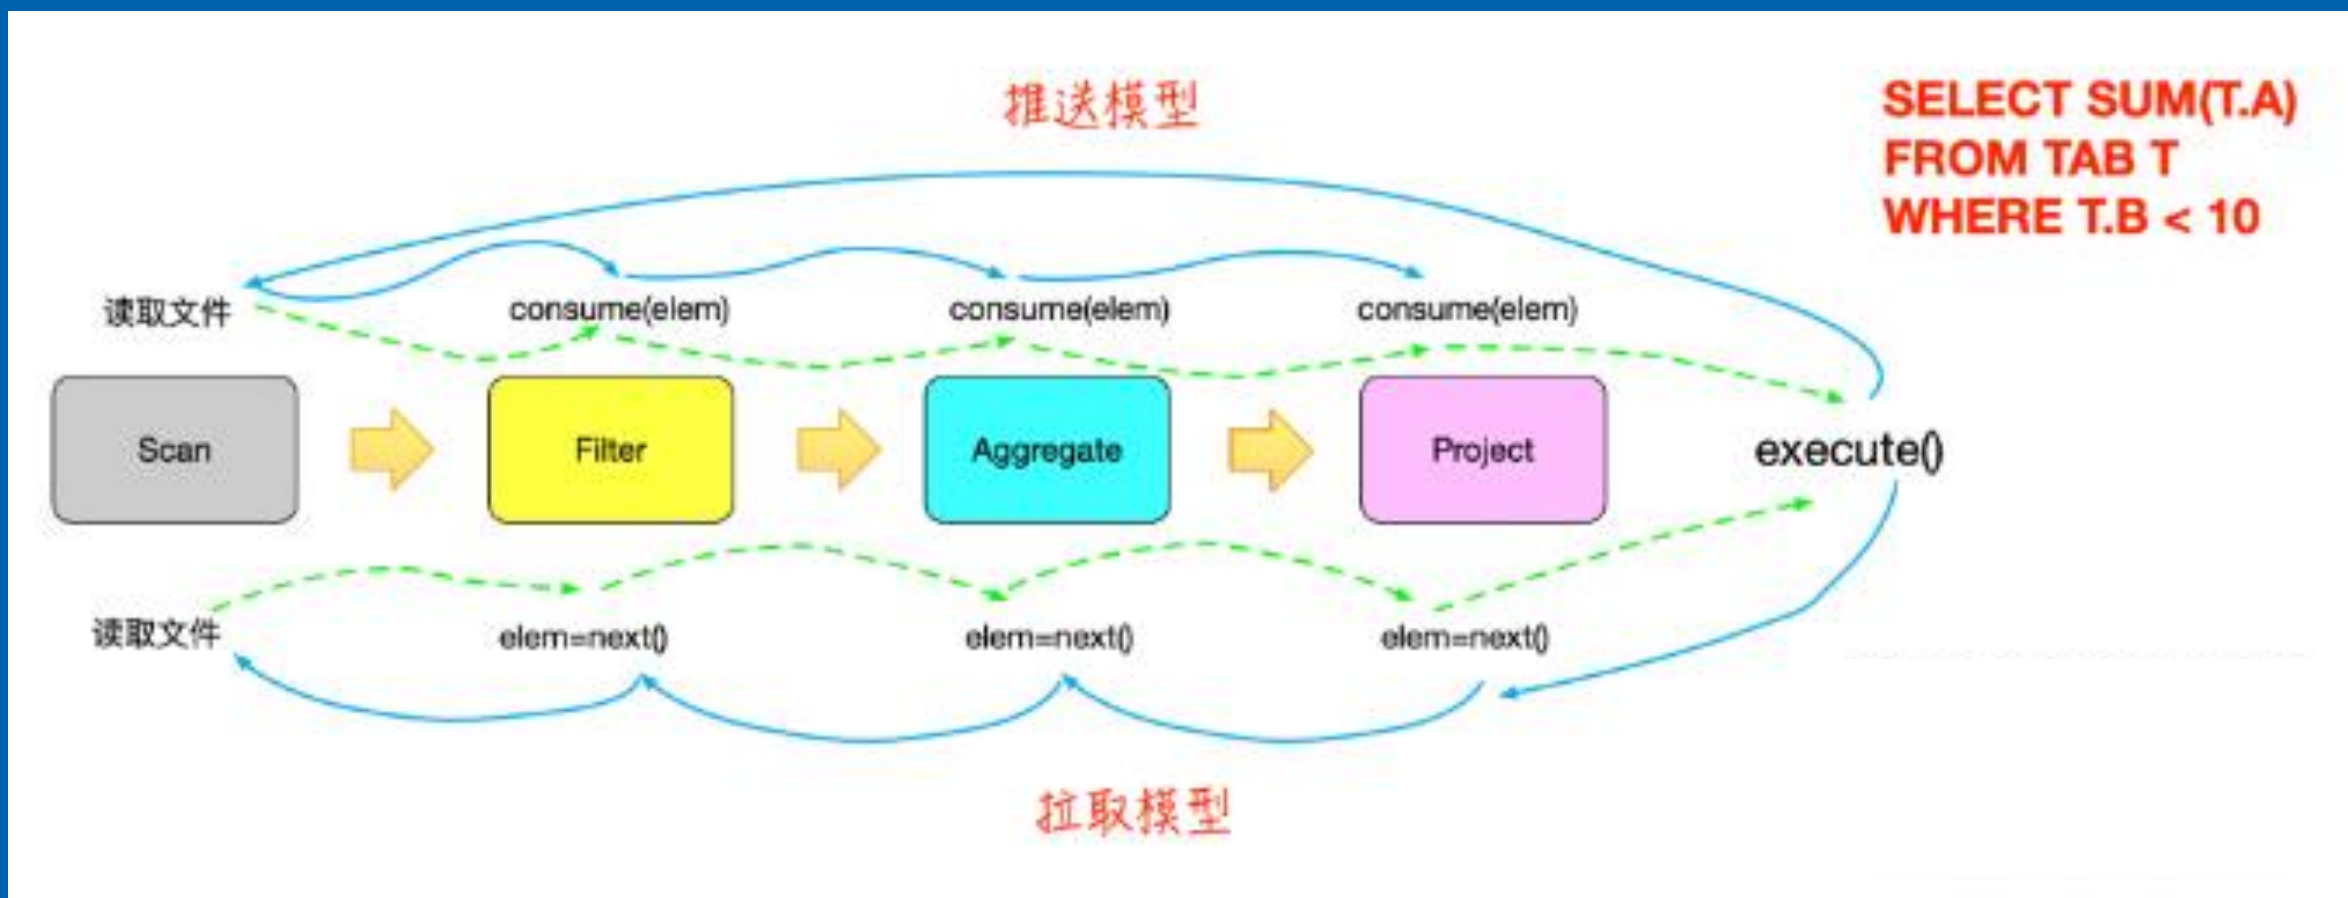 推送模型
SELECT SUM(T.A)
FROM TAB T
WHERE T.B < 10
读取文件
consume(elem)
consume(elem)
consume(elem)
Scan
Filter
Aggregate
Project
execute()
读取文件
elem=next()
elem=next()
elem=next()
拉取模型